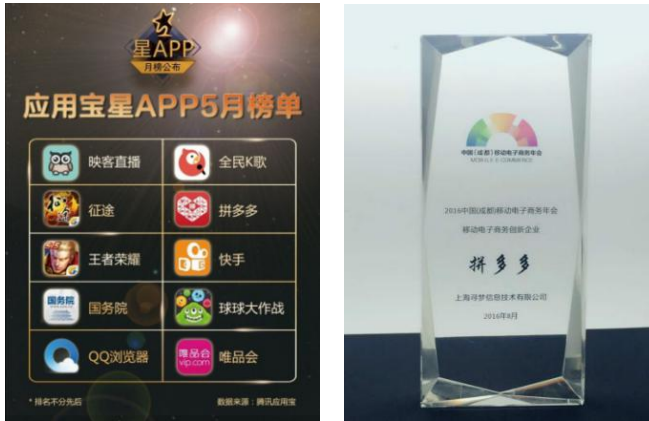 星APP
月榜公布
应用宝星APP5月榜单
映客直播
全民K歌
征途
拼多多
王者荣耀
快手
国务院
国务院
球球大作战
QQ浏览器
唯品会
vip.com
唯品会
*排名不分先后
数据来源：腾讯应用宝
中国(成都)移动电子商务年会
MOBILE E-COMMERCE
2016中国(成都)移动电子商务年会
移动电子商务创新企业
拼多多
上海寻梦信息技术有限公司
2016年8月